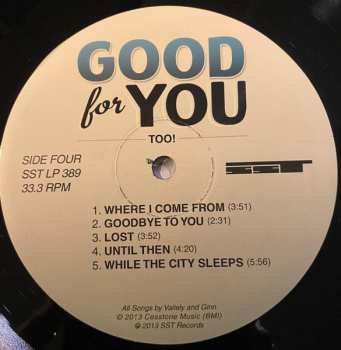 GOOD
for YOU
TOO!
SIDE FOUR
SST LP 389
33.3 RPM
SST
1. WHERE I COME FROM (3:51)
2. GOODBYE TO YOU (2:31)
3. LOST (3:52)
4. UNTIL THEN (4:20)
5. WHILE THE CITY SLEEPS (5:56)
All Songs by Vallely and Ginn
© 2013 Cesstone Music (BMI)
℗ 2013 SST Records